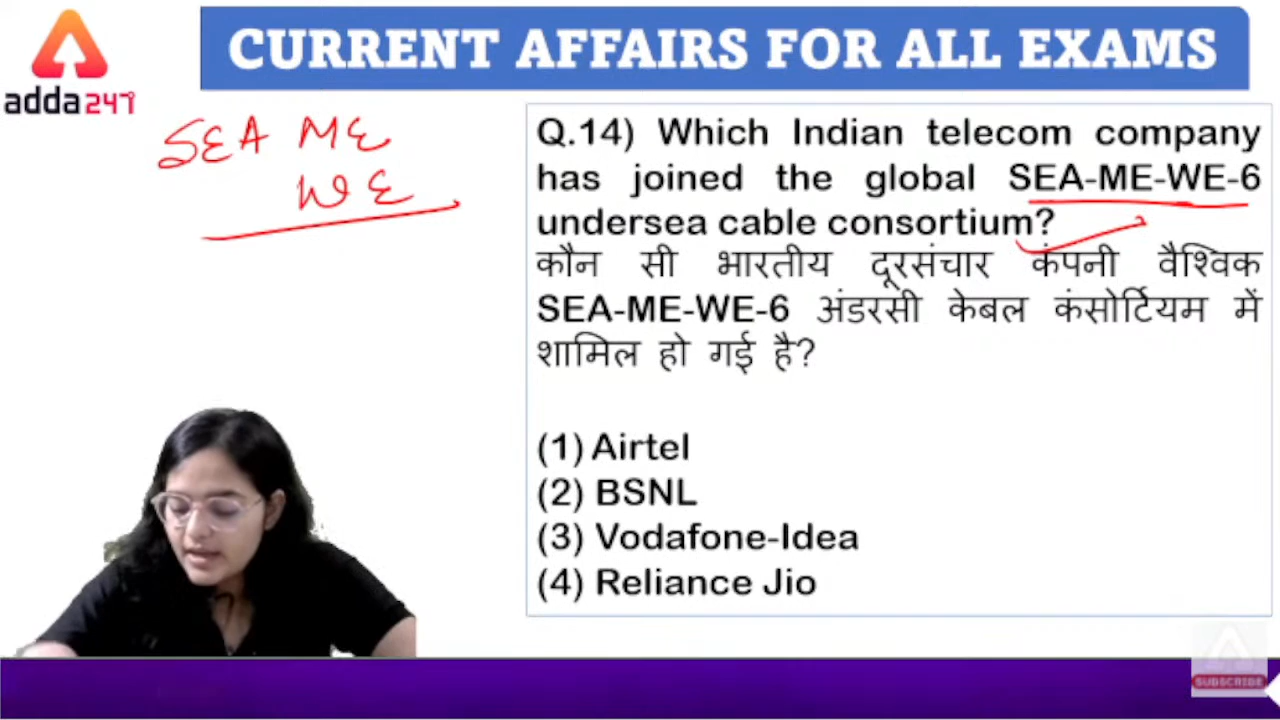 CURRENT AFFAIRS FOR ALL EXAMS
adda247
SEA ME
WE
Q.14) Which Indian telecom company
has joined the global SEA-ME-WE-6
undersea cable consortium?
कौन सी भारतीय दूरसंचार कंपनी वैश्विक
SEA-ME-WE-6 अंडरसी केबल कंसोर्टियम में
शामिल हो गई है?
(1) Airtel
(2) BSNL
(3) Vodafone-Idea
(4) Reliance Jio
SUBSCRIBE